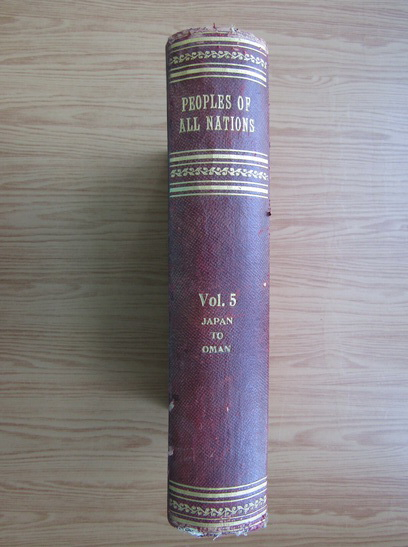 PEOPLES OF
ALL NATIONS
Vol. 5
JAPAN
TO
OMAN